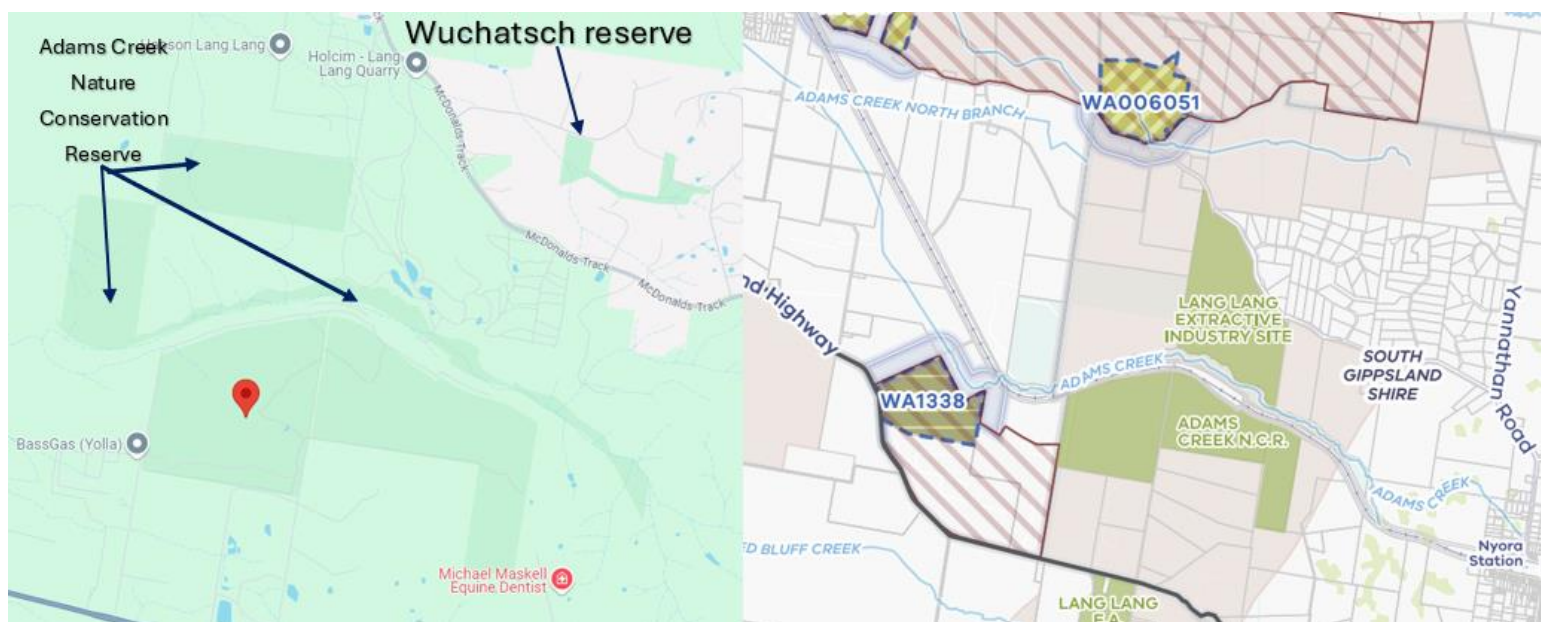 Adams Creek
Nature
Conservation
Reserve
Lang Lang
Holcim - Lang
Lang Quarry
Wuchatsch reserve
McDonalds-Track
McDonalds-Track
McDonalds-Track
BassGas (Yolla)
Michael Maskell
Equine Dentist
ADAMS CREEK NORTH BRANCH
WA006051
nd Highway
WA1338
LANG LANG
EXTRACTIVE
INDUSTRY SITE
ADAMS CREEK
SOUTH
GIPPSLAND
SHIRE
Yannathan Road
ADAMS
CREEK N.C.R.
ADAMS CREEK
ED BLUFF CREEK
Nyora
Station
LANG LANG
E.A.